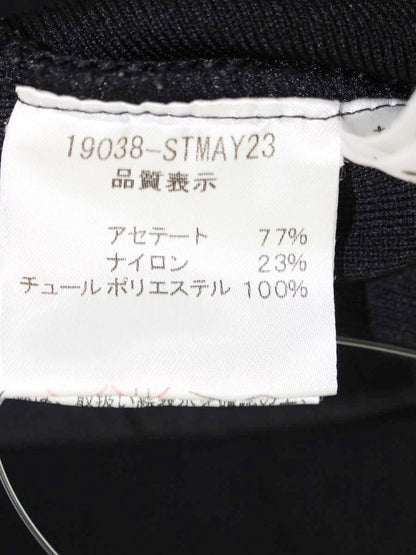 19038-STMAY23
品質表示
アセテート 77%
ナイロン 23%
チュール ポリエステル 100%